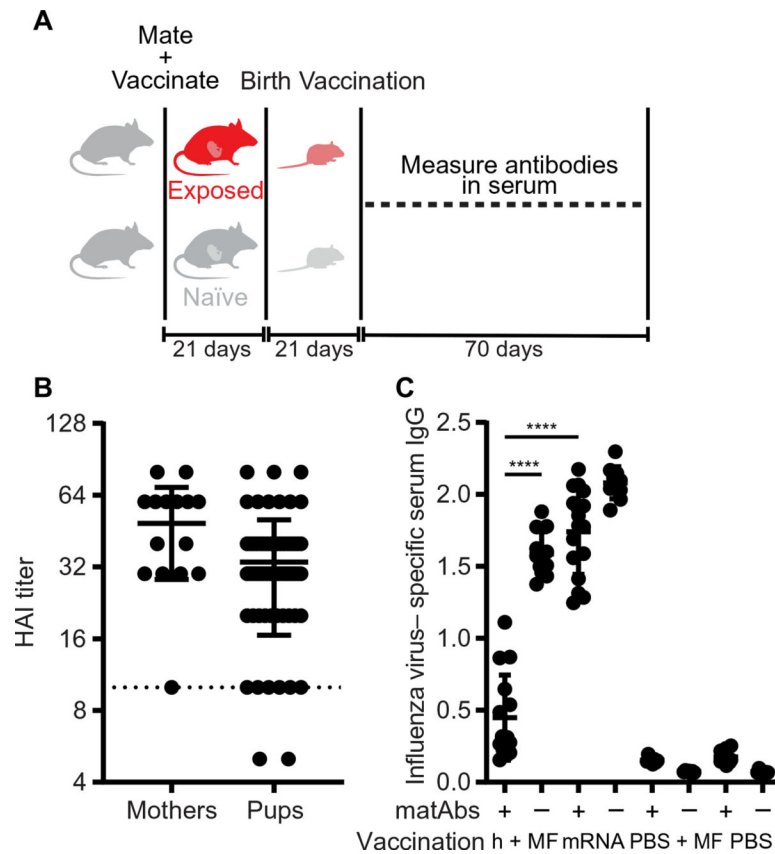 A
Mate
+
Vaccinate
Birth Vaccination
Exposed
Naïve
Measure antibodies
in serum
21 days
21 days
70 days
B
HAI titer
128
64
32
16
8
4
Mothers
Pups
C
Influenza virus– specific serum IgG
2.5
2.0
1.5
1.0
0.5
0.0
****
****
matAbs + – + – + – + –
Vaccination h + MF mRNA PBS + MF PBS